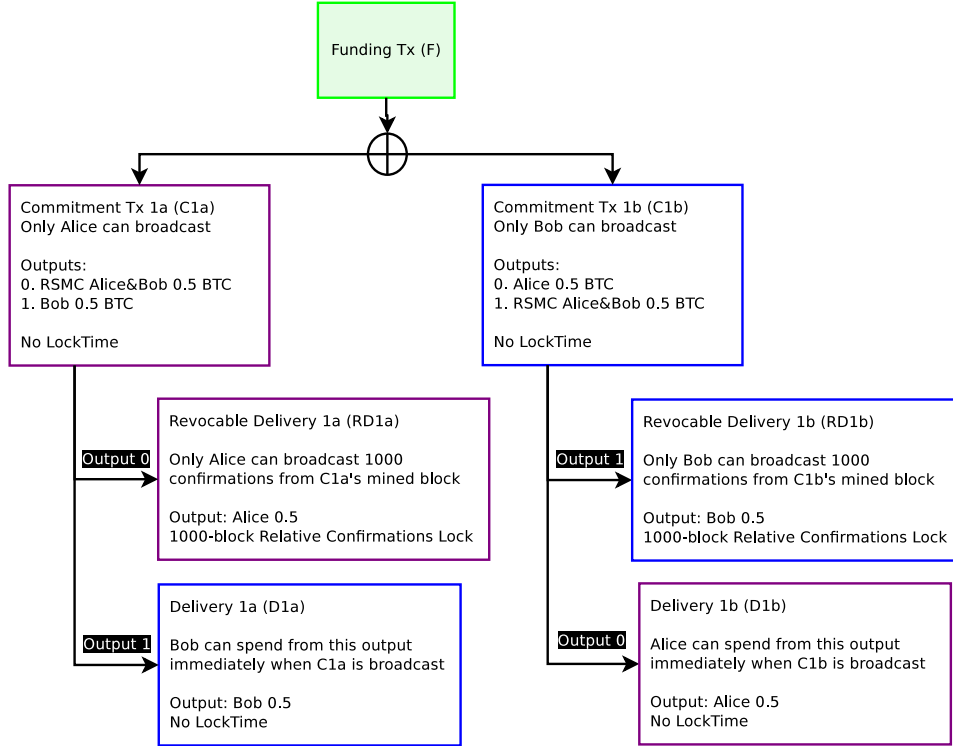 Funding Tx (F)
Commitment Tx 1a (C1a)
Only Alice can broadcast
Outputs:
0. RSMC Alice&Bob 0.5 BTC
1. Bob 0.5 BTC
No LockTime
Commitment Tx 1b (C1b)
Only Bob can broadcast
Outputs:
0. Alice 0.5 BTC
1. RSMC Alice&Bob 0.5 BTC
No LockTime
Output 0
Revocable Delivery 1a (RD1a)
Only Alice can broadcast 1000
confirmations from C1a's mined block
Output: Alice 0.5
1000-block Relative Confirmations Lock
Output 1
Revocable Delivery 1b (RD1b)
Only Bob can broadcast 1000
confirmations from C1b's mined block
Output: Bob 0.5
1000-block Relative Confirmations Lock
Output 1
Delivery 1a (D1a)
Bob can spend from this output
immediately when C1a is broadcast
Output: Bob 0.5
No LockTime
Output 0
Delivery 1b (D1b)
Alice can spend from this output
immediately when C1b is broadcast
Output: Alice 0.5
No LockTime